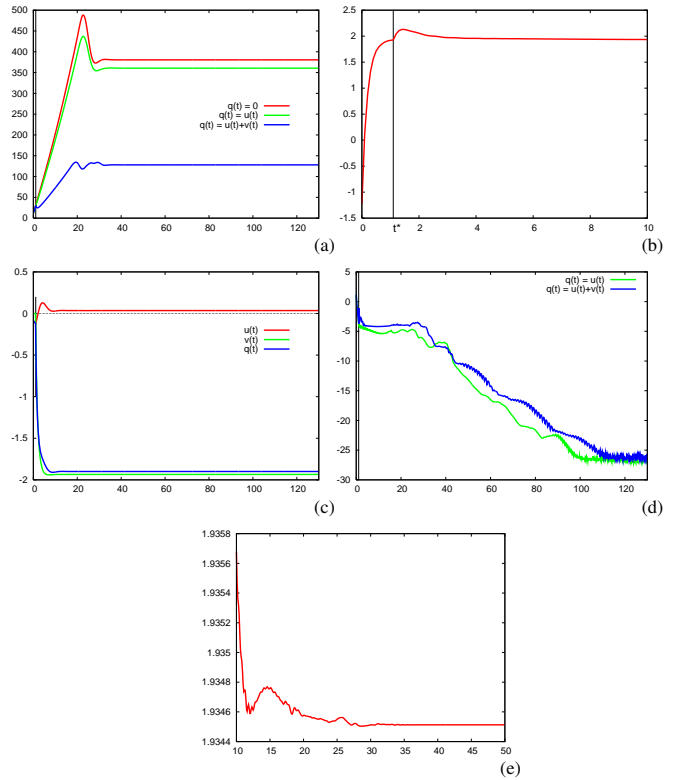 500
450
400
350
300
250
200
150
100
50
0
q(t) = 0
q(t) = u(t)
q(t) = u(t)+v(t)
0 20 40 60 80 100 120
(a)
2.5
2
1.5
1
0.5
0
-0.5
-1
-1.5
0 t* 2 4 6 8 10
(b)
0.5
0
-0.5
-1
-1.5
-2
u(t)
v(t)
q(t)
0 20 40 60 80 100 120
(c)
5
0
-5
-10
-15
-20
-25
-30
q(t) = u(t)
q(t) = u(t)+v(t)
0 20 40 60 80 100 120
(d)
1.9358
1.9356
1.9354
1.9352
1.935
1.9348
1.9346
1.9344
10 15 20 25 30 35 40 45 50
(e)